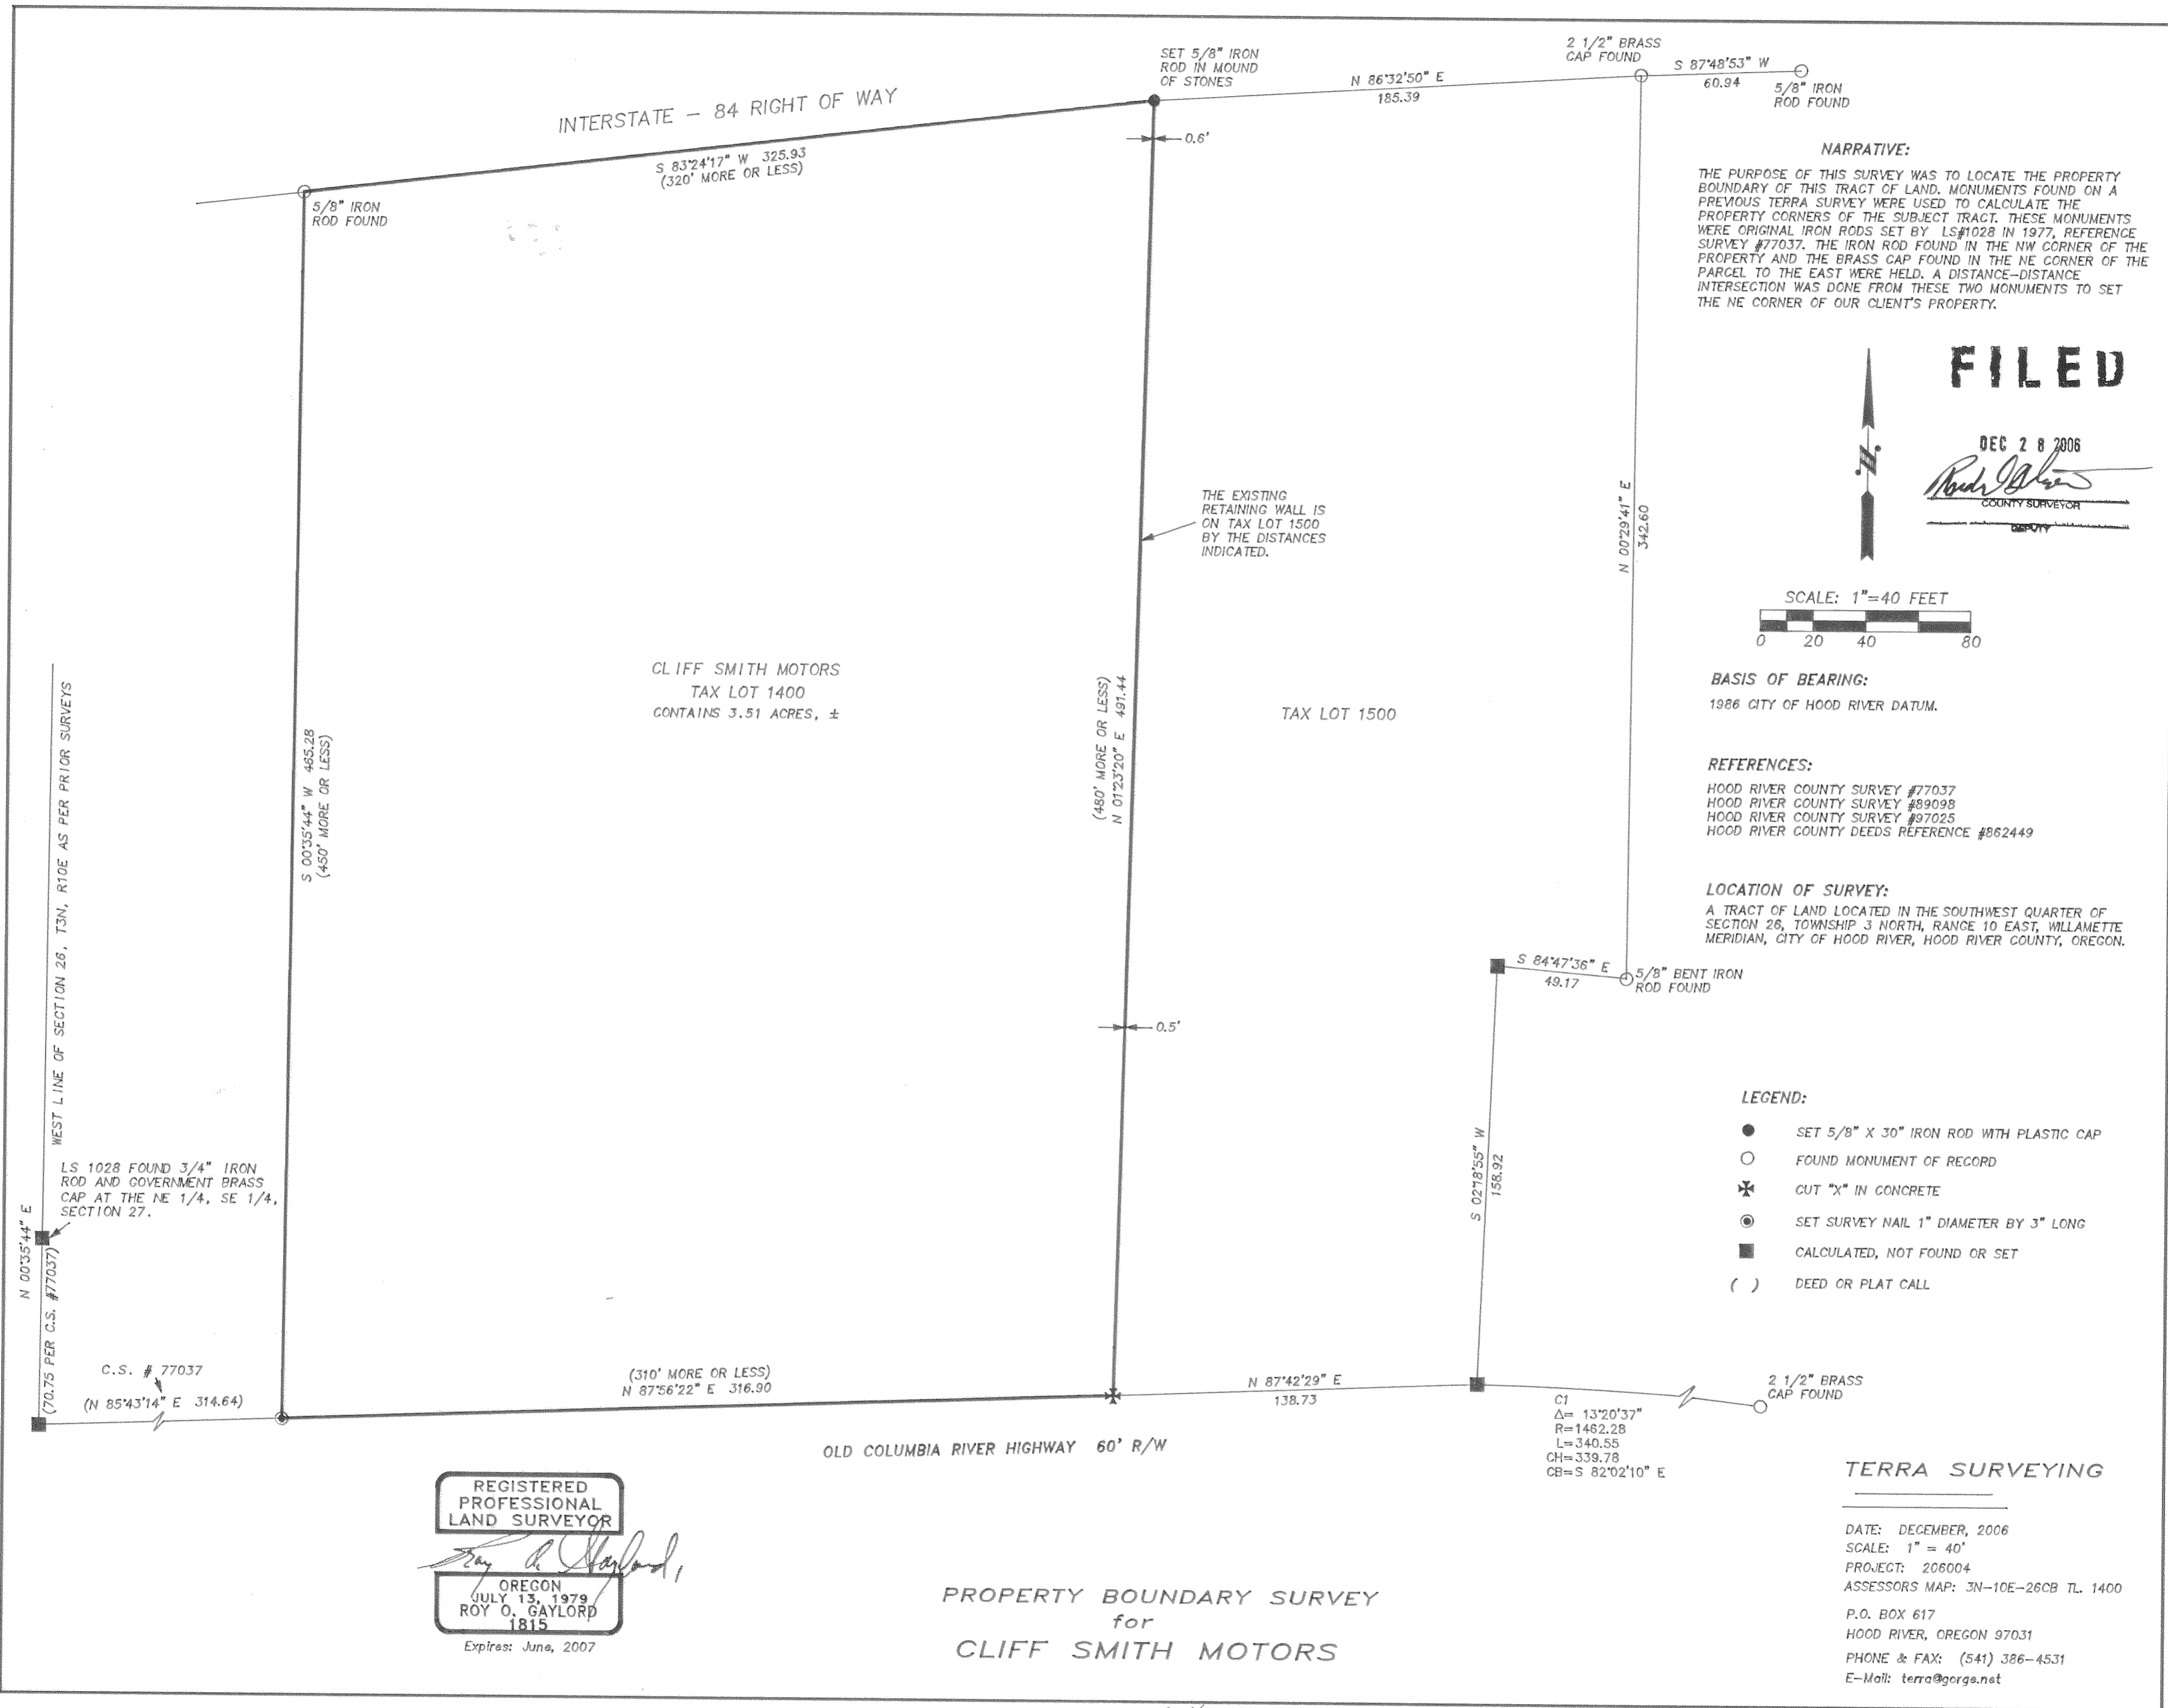 SET 5/8" IRON
ROD IN MOUND
OF STONES
2 1/2" BRASS
CAP FOUND
N 86°32'50" E
185.39
S 87°48'53" W
60.94
5/8" IRON
ROD FOUND
INTERSTATE - 84 RIGHT OF WAY
S 83°24'17" W 325.93
(320' MORE OR LESS)
0.6'
5/8" IRON
ROD FOUND
NARRATIVE:
THE PURPOSE OF THIS SURVEY WAS TO LOCATE THE PROPERTY
BOUNDARY OF THIS TRACT OF LAND. MONUMENTS FOUND ON A
PREVIOUS TERRA SURVEY WERE USED TO CALCULATE THE
PROPERTY CORNERS OF THE SUBJECT TRACT. THESE MONUMENTS
WERE ORIGINAL IRON RODS SET BY LS#1028 IN 1977, REFERENCE
SURVEY #77037. THE IRON ROD FOUND IN THE NW CORNER OF THE
PROPERTY AND THE BRASS CAP FOUND IN THE NE CORNER OF THE
PARCEL TO THE EAST WERE HELD. A DISTANCE-DISTANCE
INTERSECTION WAS DONE FROM THESE TWO MONUMENTS TO SET
THE NE CORNER OF OUR CLIENT'S PROPERTY.
FILED
DEC 2 8 2006
COUNTY SURVEYOR
DEPUTY
N
THE EXISTING
RETAINING WALL IS
ON TAX LOT 1500
BY THE DISTANCES
INDICATED.
N 00°29'41" E
342.60
SCALE: 1"=40 FEET
0 20 40 80
CLIFF SMITH MOTORS
TAX LOT 1400
CONTAINS 3.51 ACRES, ±
TAX LOT 1500
(480' MORE OR LESS)
N 01°23'20" E 491.44
S 00°35'44" W 465.28
(450' MORE OR LESS)
WEST LINE OF SECTION 26, T3N, R10E AS PER PRIOR SURVEYS
BASIS OF BEARING:
1986 CITY OF HOOD RIVER DATUM.
REFERENCES:
HOOD RIVER COUNTY SURVEY #77037
HOOD RIVER COUNTY SURVEY #89098
HOOD RIVER COUNTY SURVEY #97025
HOOD RIVER COUNTY DEEDS REFERENCE #862449
LOCATION OF SURVEY:
A TRACT OF LAND LOCATED IN THE SOUTHWEST QUARTER OF
SECTION 26, TOWNSHIP 3 NORTH, RANGE 10 EAST, WILLAMETTE
MERIDIAN, CITY OF HOOD RIVER, HOOD RIVER COUNTY, OREGON.
S 84°47'36" E
49.17
5/8" BENT IRON
ROD FOUND
0.5'
S 02°18'55" W
158.92
LEGEND:
SET 5/8" X 30" IRON ROD WITH PLASTIC CAP
FOUND MONUMENT OF RECORD
CUT "X" IN CONCRETE
SET SURVEY NAIL 1" DIAMETER BY 3" LONG
CALCULATED, NOT FOUND OR SET
( ) DEED OR PLAT CALL
LS 1028 FOUND 3/4" IRON
ROD AND GOVERNMENT BRASS
CAP AT THE NE 1/4, SE 1/4,
SECTION 27.
N 00°35'44" E
(70.75 PER C.S. #77037)
C.S. # 77037
(N 85°43'14" E 314.64)
(310' MORE OR LESS)
N 87°56'22" E 316.90
N 87°42'29" E
138.73
C1
Δ= 13°20'37"
R=1462.28
L=340.55
CH=339.78
CB=S 82°02'10" E
2 1/2" BRASS
CAP FOUND
OLD COLUMBIA RIVER HIGHWAY 60' R/W
REGISTERED
PROFESSIONAL
LAND SURVEYOR
OREGON
JULY 13, 1979
ROY O. GAYLORD
1815
Expires: June, 2007
PROPERTY BOUNDARY SURVEY
for
CLIFF SMITH MOTORS
TERRA SURVEYING
DATE: DECEMBER, 2006
SCALE: 1" = 40'
PROJECT: 206004
ASSESSORS MAP: 3N-10E-26CB TL. 1400
P.O. BOX 617
HOOD RIVER, OREGON 97031
PHONE & FAX: (541) 386-4531
E-Mail: terra@gorge.net